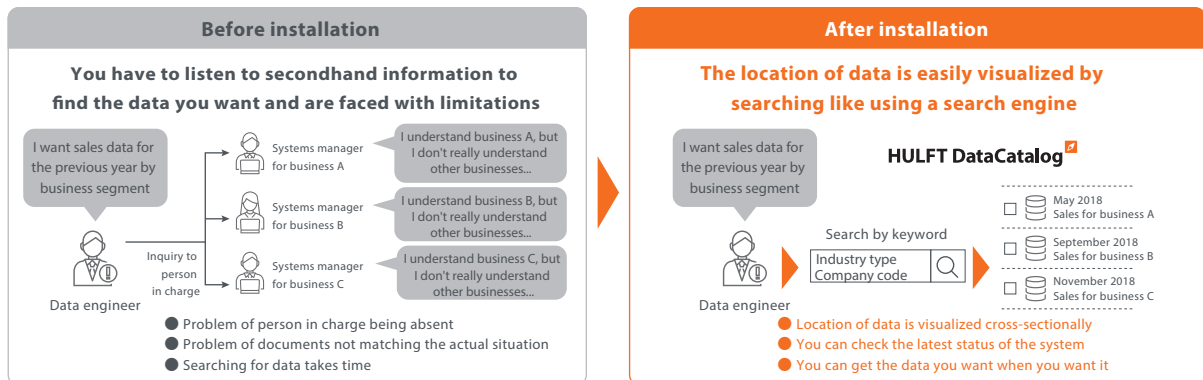 Before installation
You have to listen to secondhand information to
find the data you want and are faced with limitations
I want sales data for
the previous year by
business segment
Data engineer
Inquiry to
person
in charge
Systems manager
for business A
I understand business A, but
I don't really understand
other businesses...
Systems manager
for business B
I understand business B, but
I don't really understand
other businesses...
Systems manager
for business C
I understand business C, but
I don't really understand
other businesses...
● Problem of person in charge being absent
● Problem of documents not matching the actual situation
● Searching for data takes time
After installation
The location of data is easily visualized by
searching like using a search engine
I want sales data for
the previous year by
business segment
Data engineer
HULFT DataCatalog
Search by keyword
Industry type
Company code
May 2018
Sales for business A
September 2018
Sales for business B
November 2018
Sales for business C
● Location of data is visualized cross-sectionally
● You can check the latest status of the system
● You can get the data you want when you want it